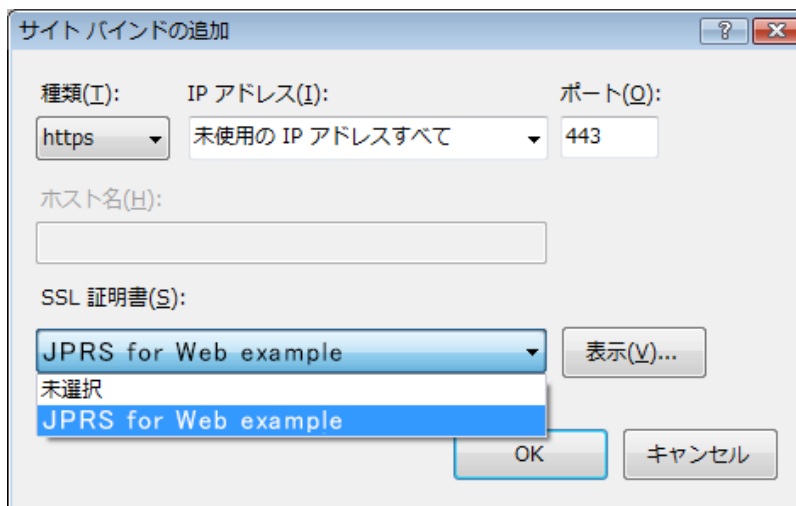 サイト バインドの追加
種類(T): IP アドレス(I): ポート(O):
https 未使用の IP アドレスすべて 443
ホスト名(H):
SSL 証明書(S):
JPRS for Web example 表示(V)...
未選択
JPRS for Web example
OK キャンセル